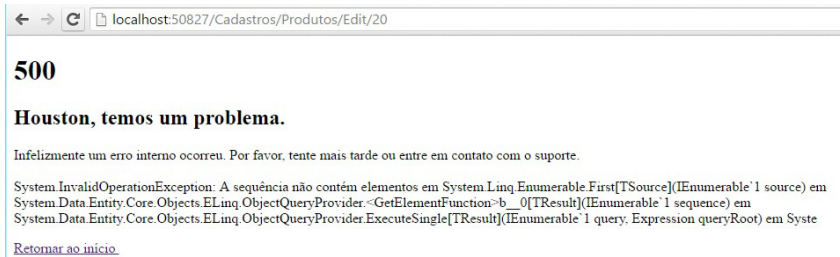 localhost:50827/Cadastros/Produtos/Edit/20
500
Houston, temos um problema.
Infelizmente um erro interno ocorreu. Por favor, tente mais tarde ou entre em contato com o suporte.
System.InvalidOperationException: A sequência não contém elementos em System.Linq.Enumerable.First[TSource](IEnumerable`1 source) em
System.Data.Entity.Core.Objects.ELinq.ObjectQueryProvider.<GetElementFunction>b__0[TResult](IEnumerable`1 sequence) em
System.Data.Entity.Core.Objects.ELinq.ObjectQueryProvider.ExecuteSingle[TResult](IEnumerable`1 query, Expression queryRoot) em Syste
Retornar ao inicio